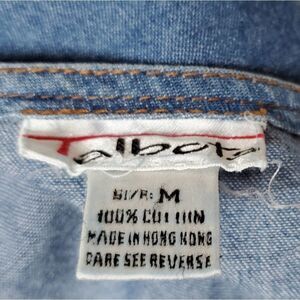 Talbots
SIZE: M
100% COTTON
MADE IN HONG KONG
CARE SEE REVERSE